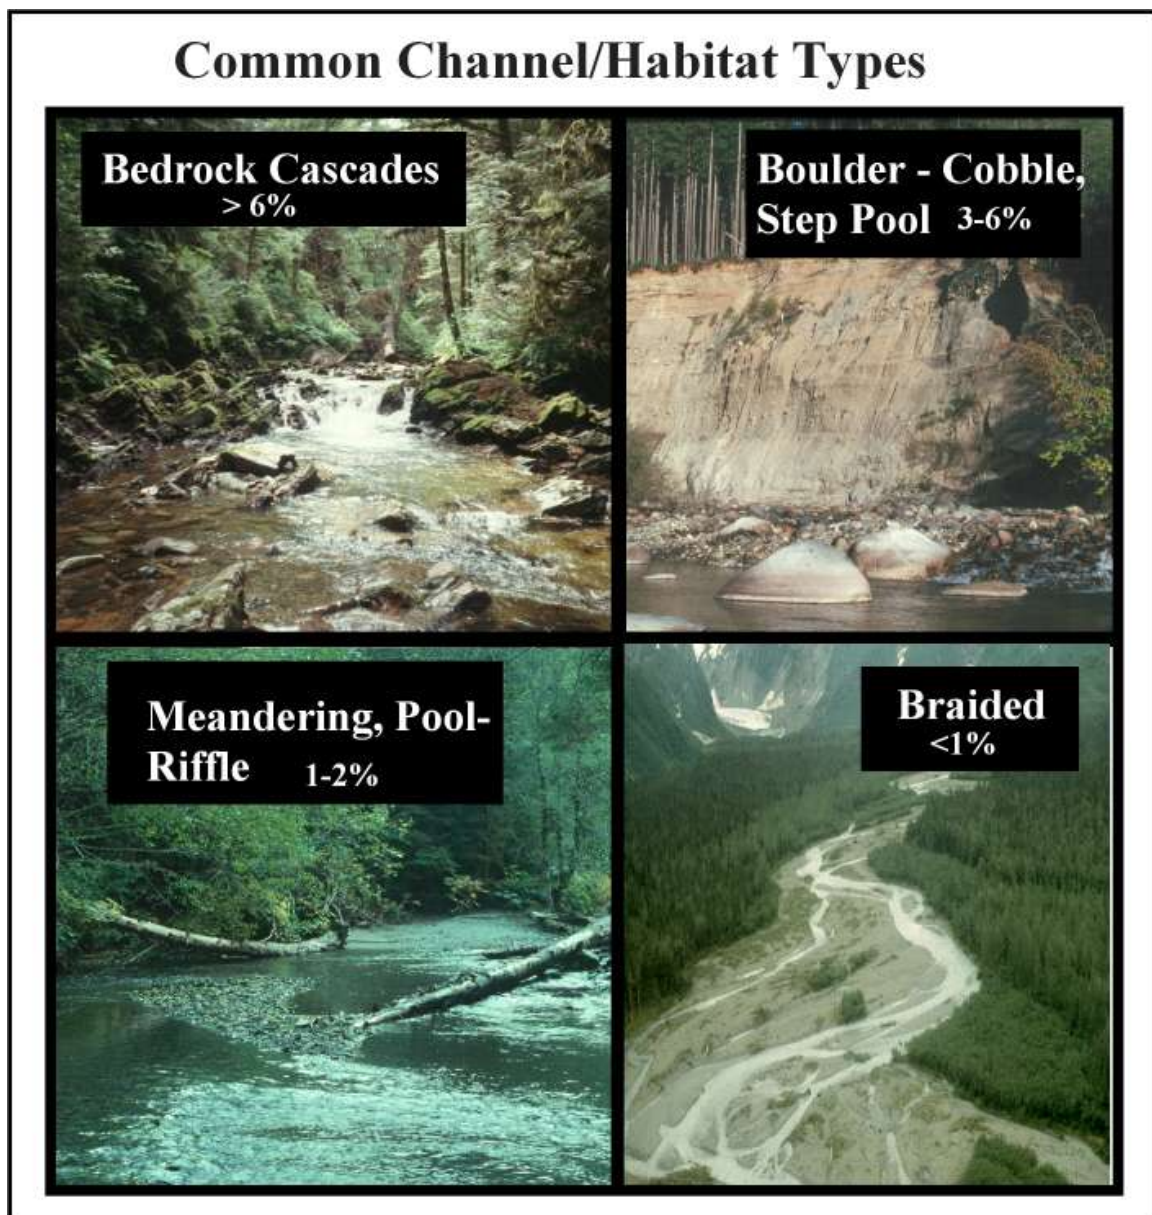 Common Channel/Habitat Types
Bedrock Cascades
> 6%
Boulder - Cobble,
Step Pool 3-6%
Meandering, Pool-
Riffle 1-2%
Braided
<1%